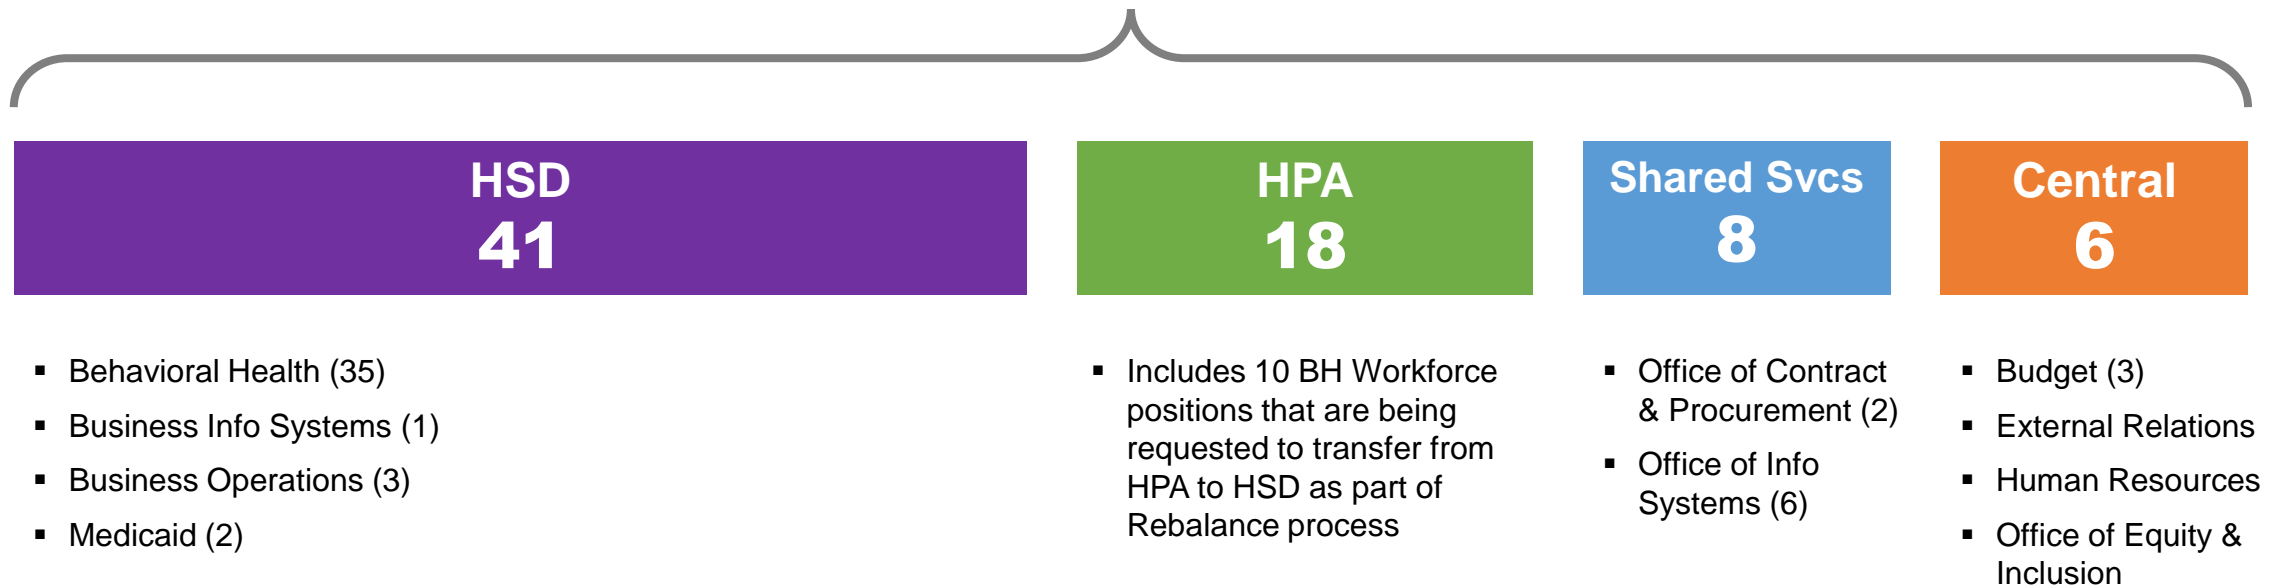 HSD
41
▪ Behavioral Health (35)
▪ Business Info Systems (1)
▪ Business Operations (3)
▪ Medicaid (2)
HPA
18
▪ Includes 10 BH Workforce
positions that are being
requested to transfer from
HPA to HSD as part of
Rebalance process
Shared Svcs
8
▪ Office of Contract
& Procurement (2)
▪ Office of Info
Systems (6)
Central
6
▪ Budget (3)
▪ External Relations
▪ Human Resources
▪ Office of Equity &
Inclusion